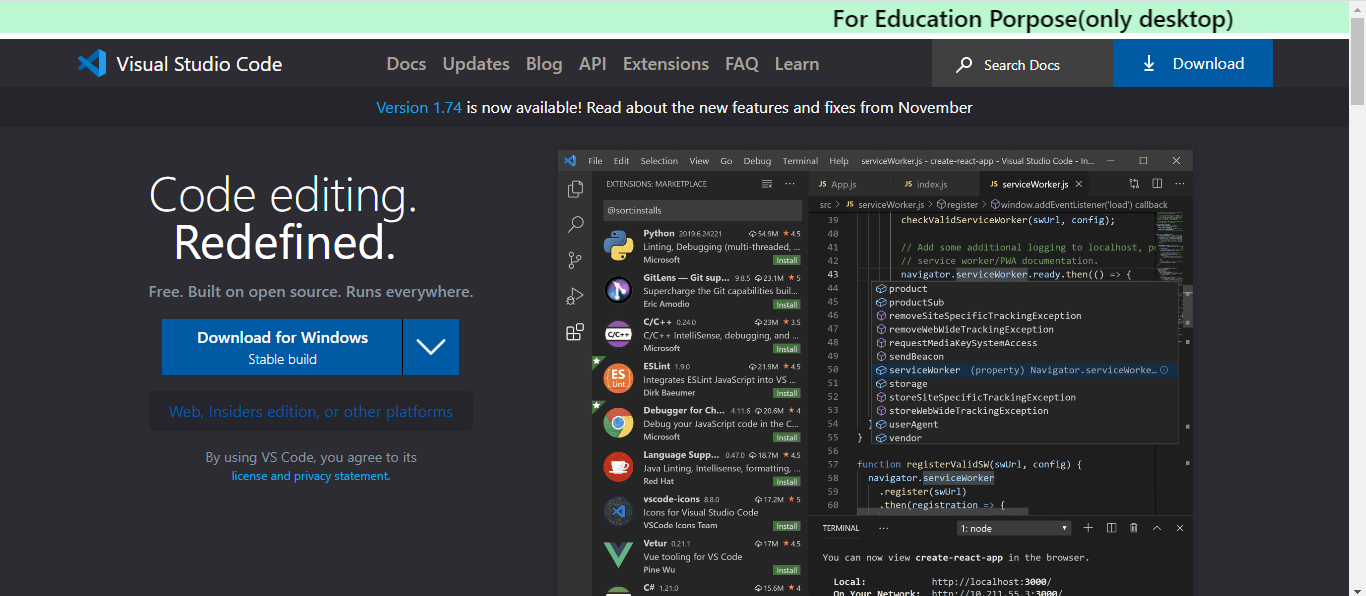 For Education Porpose(only desktop)
Visual Studio Code
Docs Updates Blog API Extensions FAQ Learn
Search Docs
Download
Version 1.74 is now available! Read about the new features and fixes from November
Code editing.
Redefined.
Free. Built on open source. Runs everywhere.
Download for Windows
Stable build
Web, Insiders edition, or other platforms
By using VS Code, you agree to its
license and privacy statement.
File Edit Selection View Go Debug Terminal Help serviceWorker.js - create-react-app - Visual Studio Code - In...
EXTENSIONS: MARKETPLACE ···
@sort:installs
Python 2019.6.24221 54.9M ★ 4.5
Linting, Debugging (multi-threaded, ...
Microsoft Install
GitLens — Git sup... 9.8.5 23.1M ★ 5
Supercharge the Git capabilities buil...
Eric Amodio Install
C/C++ 0.24.0 23M ★ 3.5
C/C++ IntelliSense, debugging, and ...
Microsoft Install
C/C++
ESLint 1.9.0 21.9M ★ 4.5
Integrates ESLint JavaScript into VS ...
Dirk Baeumer Install
ES
Lint
Debugger for Ch... 4.11.6 20.6M ★ 4
Debug your JavaScript code in the C...
Microsoft Install
Language Supp... 0.47.0 18.7M ★ 4.5
Java Linting, Intellisense, formatting, ...
Red Hat Install
vscode-icons 8.8.0 17.2M ★ 5
Icons for Visual Studio Code
VSCode Icons Team Install
Vetur 0.21.1 17M ★ 4.5
Vue tooling for VS Code
Pine Wu Install
C# 1.21.0 15.6M ★ 4
JS App.js JS index.js JS serviceWorker.js ···
src > JS serviceWorker.js > register > window.addEventListener('load') callback
39 checkValidServiceWorker(swUrl, config);
40
41 // Add some additional logging to localhost,
42 // service worker/PWA documentation.
43 navigator.serviceWorker.ready.then(() => {
44 product
45 productSub
46 removeSiteSpecificTrackingException
47 removeWebWideTrackingException
48 requestMediaKeySystemAccess
49 sendBeacon
50 serviceWorker (property) Navigator.serviceWorke...
51 storage
52 storeSiteSpecificTrackingException
53 storeWebWideTrackingException
54 userAgent
55 } vendor
56
57 function registerValidSW(swUrl, config) {
58 navigator.serviceWorker
59 .register(swUrl)
60 .then(registration => {
TERMINAL ··· 1: node
You can now view create-react-app in the browser.
Local: http://localhost:3000/
On Your Network: http://10.211.55.3:3000/